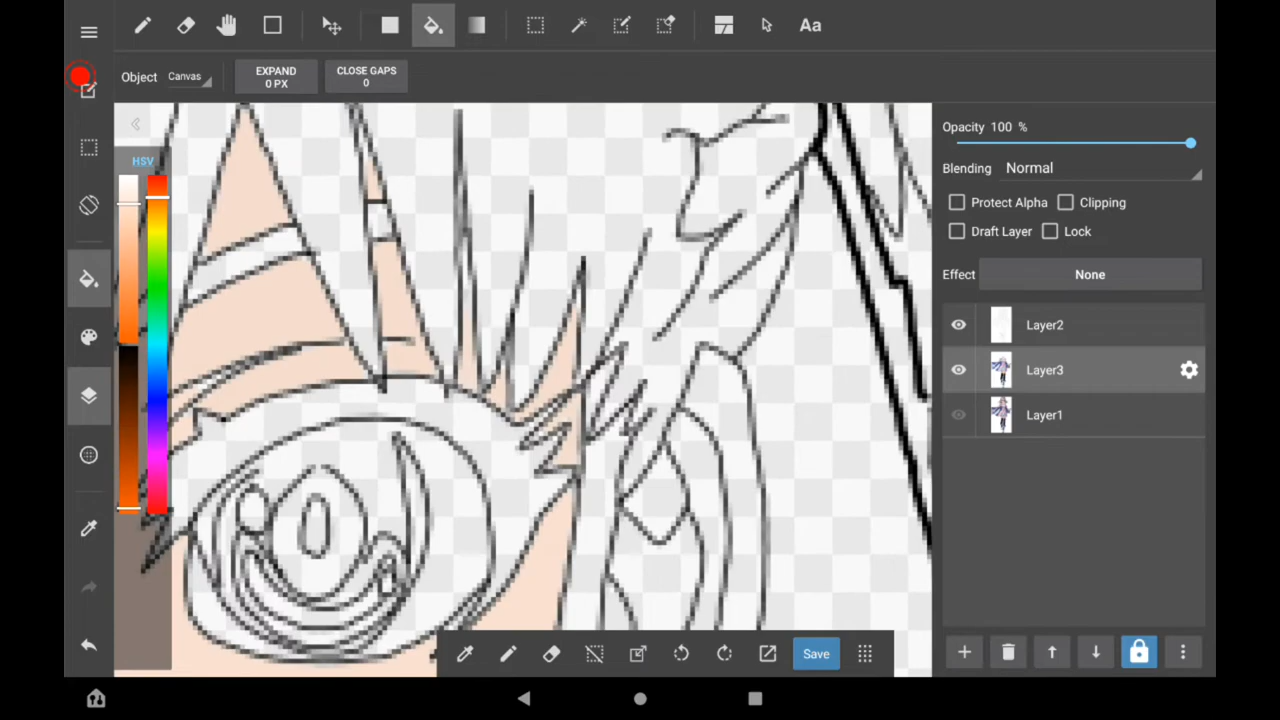 Aa
Object Canvas
EXPAND
0 PX
CLOSE GAPS
0
HSV
Opacity 100 %
Blending Normal
Protect Alpha Clipping
Draft Layer Lock
Effect None
Layer2
Layer3
Layer1
Save